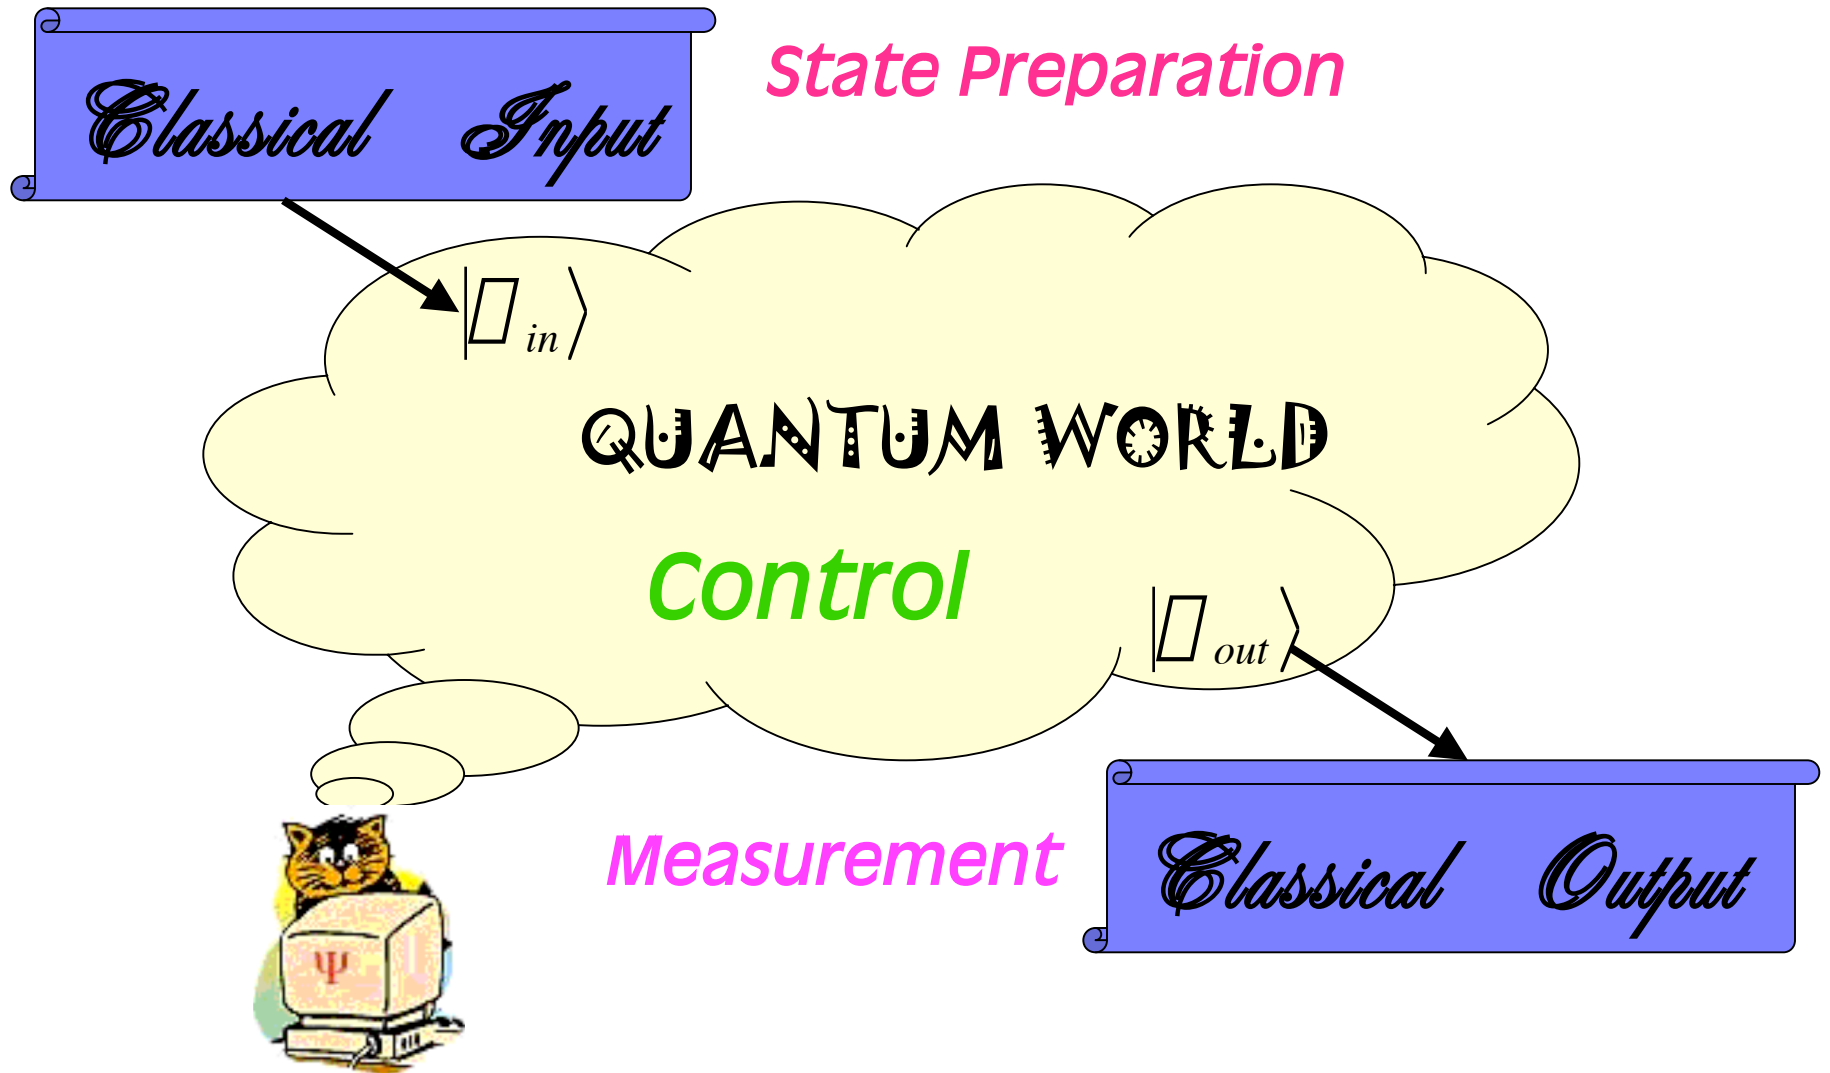 Classical Input
State Preparation
|▯ in⟩
QUANTUM WORLD
Control
|▯ out⟩
Measurement
Classical Output
Ψ